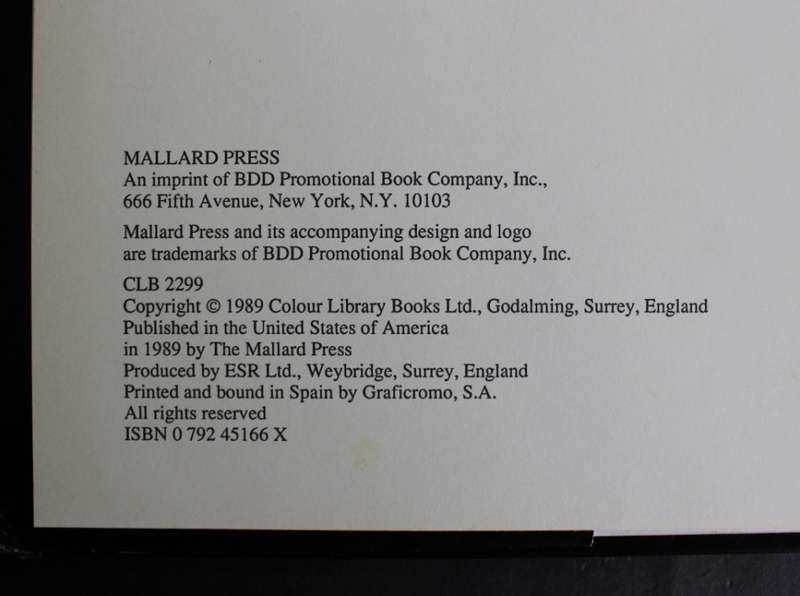 MALLARD PRESS
An imprint of BDD Promotional Book Company, Inc.,
666 Fifth Avenue, New York, N.Y. 10103
Mallard Press and its accompanying design and logo
are trademarks of BDD Promotional Book Company, Inc.
CLB 2299
Copyright © 1989 Colour Library Books Ltd., Godalming, Surrey, England
Published in the United States of America
in 1989 by The Mallard Press
Produced by ESR Ltd., Weybridge, Surrey, England
Printed and bound in Spain by Graficromo, S.A.
All rights reserved
ISBN 0 792 45166 X